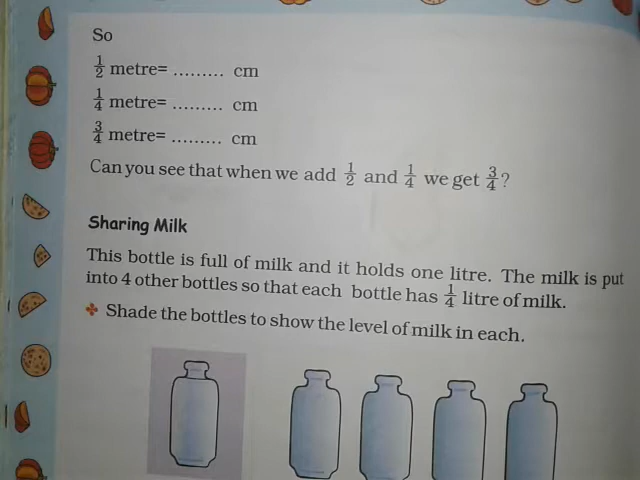 So
1/2 metre= ......... cm
1/4 metre= ......... cm
3/4 metre= ......... cm
Can you see that when we add 1/2 and 1/4 we get 3/4?
Sharing Milk
This bottle is full of milk and it holds one litre. The milk is put
into 4 other bottles so that each bottle has 1/4 litre of milk.
❖ Shade the bottles to show the level of milk in each.